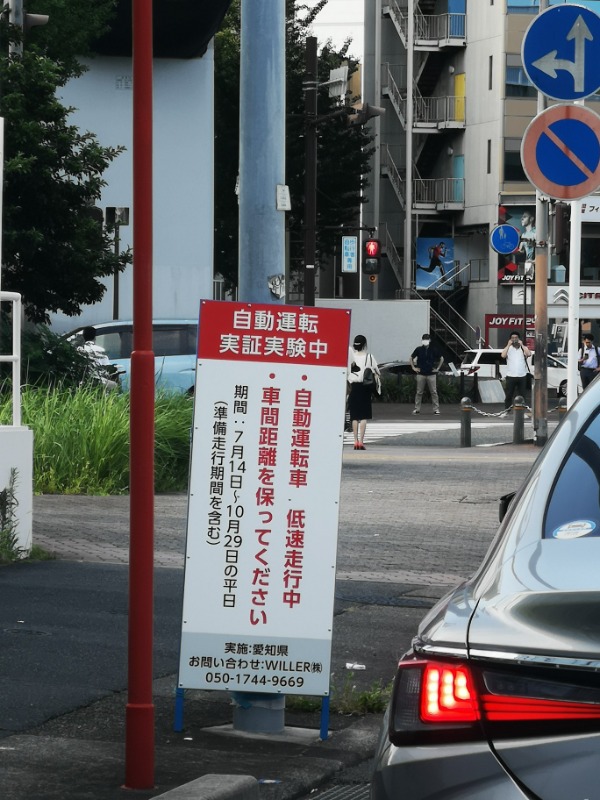 自動運転
実証実験中
・自動運転車 低速走行中
・車間距離を保ってください
期間：7月14日～10月29日の平日
（準備走行期間を含む）
実施:愛知県
お問い合わせ:WILLER㈱
050-1744-9669
JOYFIT
JOYFIT